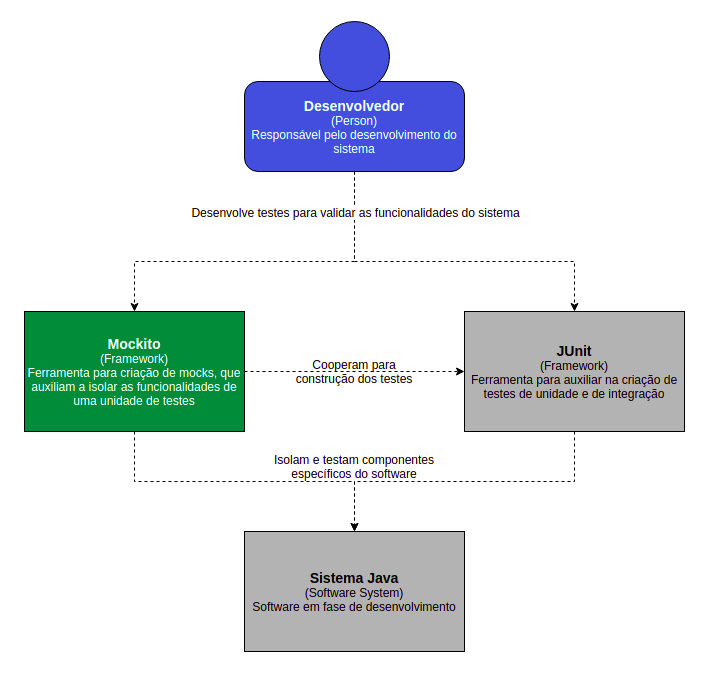 Desenvolvedor
(Person)
Responsável pelo desenvolvimento do
sistema
Desenvolve testes para validar as funcionalidades do sistema
Mockito
(Framework)
Ferramenta para criação de mocks, que
auxiliam a isolar as funcionalidades de
uma unidade de testes
Cooperam para
construção dos testes
JUnit
(Framework)
Ferramenta para auxiliar na criação de
testes de unidade e de integração
Isolam e testam componentes
específicos do software
Sistema Java
(Software System)
Software em fase de desenvolvimento